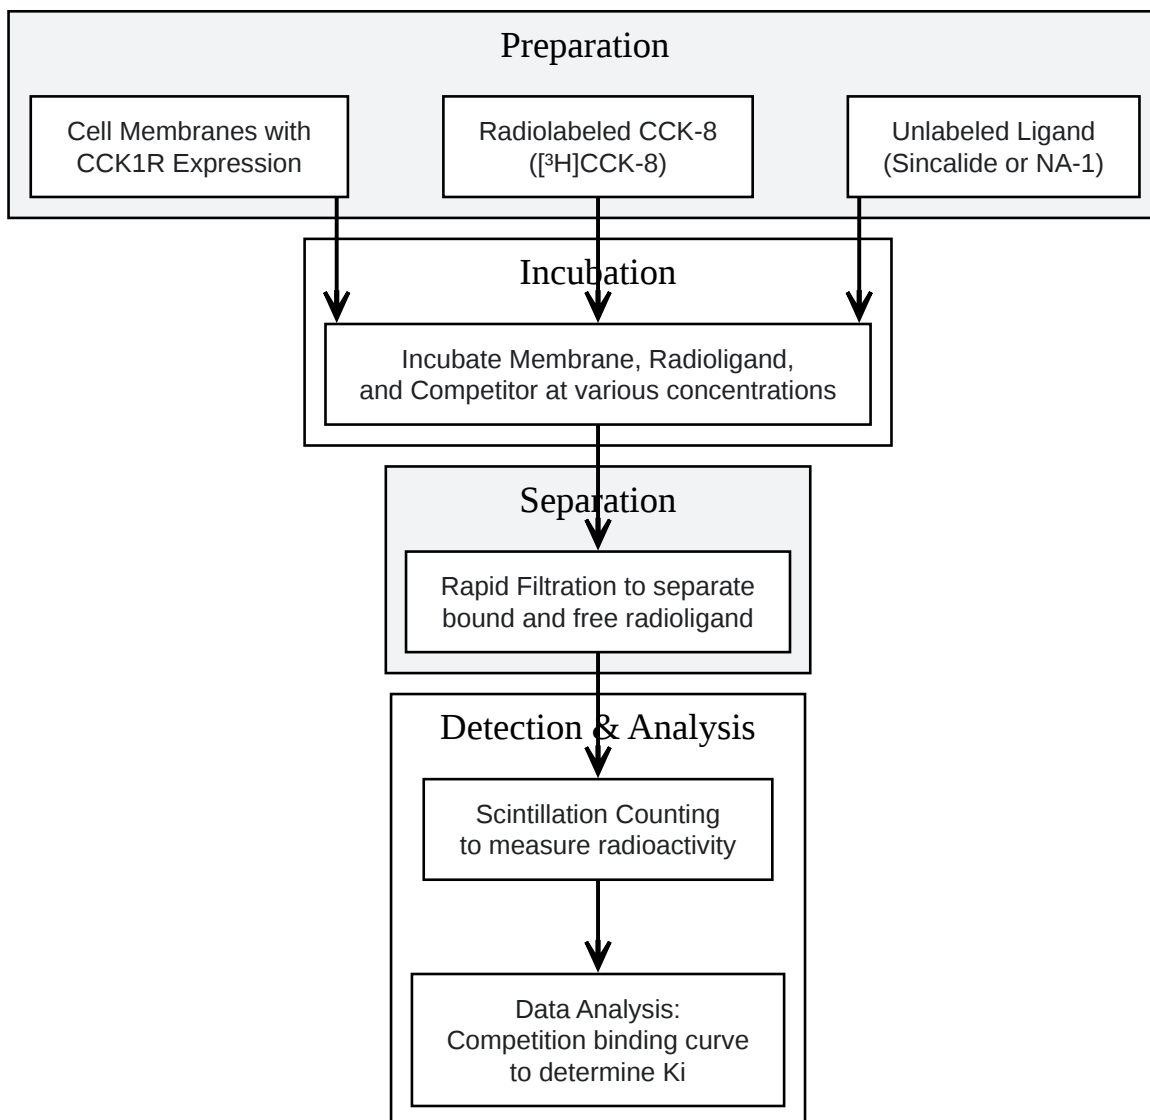 Preparation
Cell Membranes with
CCK1R Expression
Radiolabeled CCK-8
([³H]CCK-8)
Unlabeled Ligand
(Sincalide or NA-1)
Incubation
Incubate Membrane, Radioligand,
and Competitor at various concentrations
Separation
Rapid Filtration to separate
bound and free radioligand
Detection & Analysis
Scintillation Counting
to measure radioactivity
Data Analysis:
Competition binding curve
to determine Ki